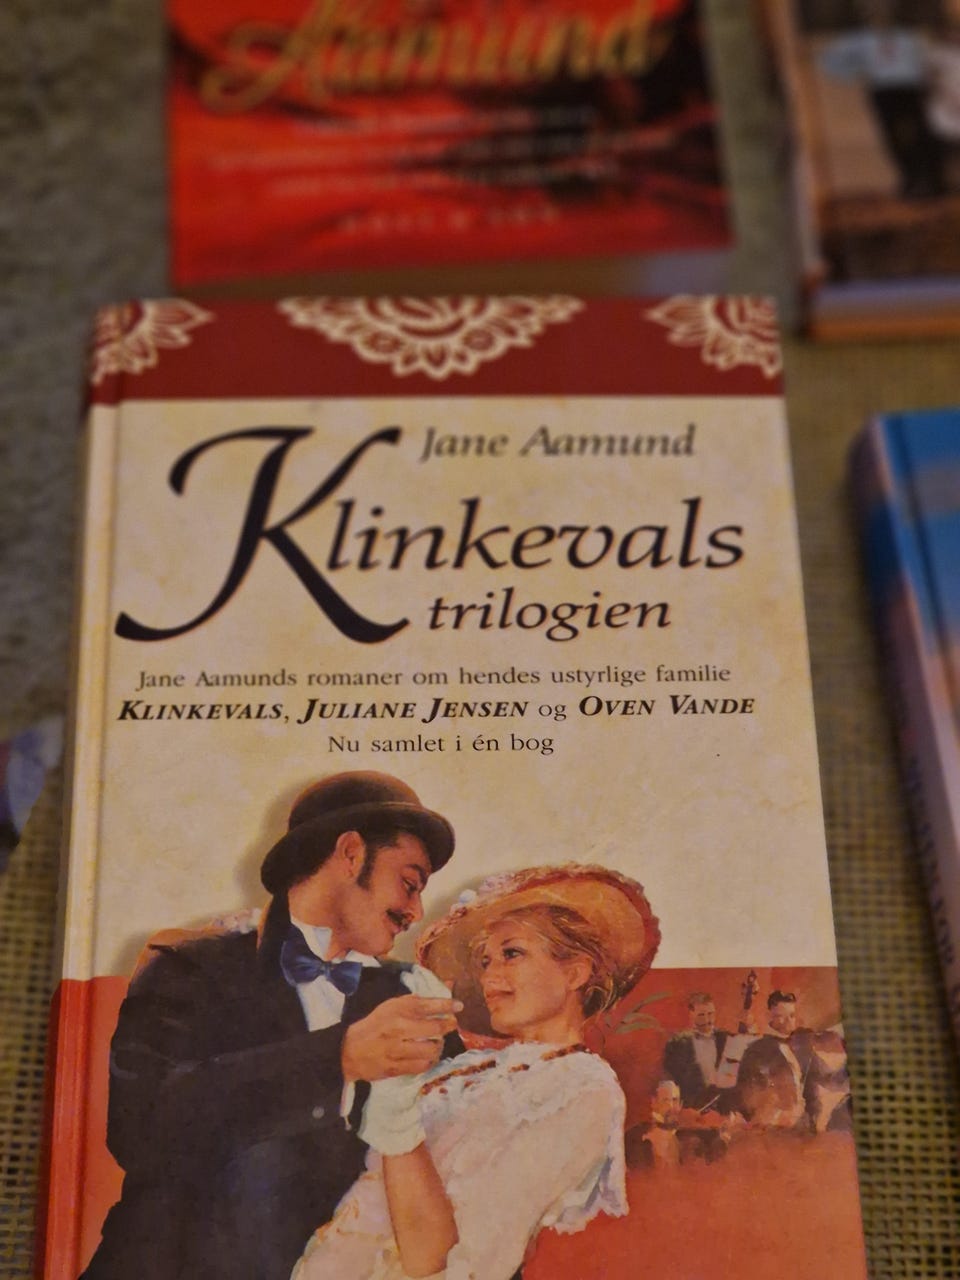 Aamund
Jane Aamund
Klinkevals
trilogien
Jane Aamunds romaner om hendes ustyrlige familie
KLINKEVALS, JULIANE JENSEN og OVEN VANDE
Nu samlet i én bog